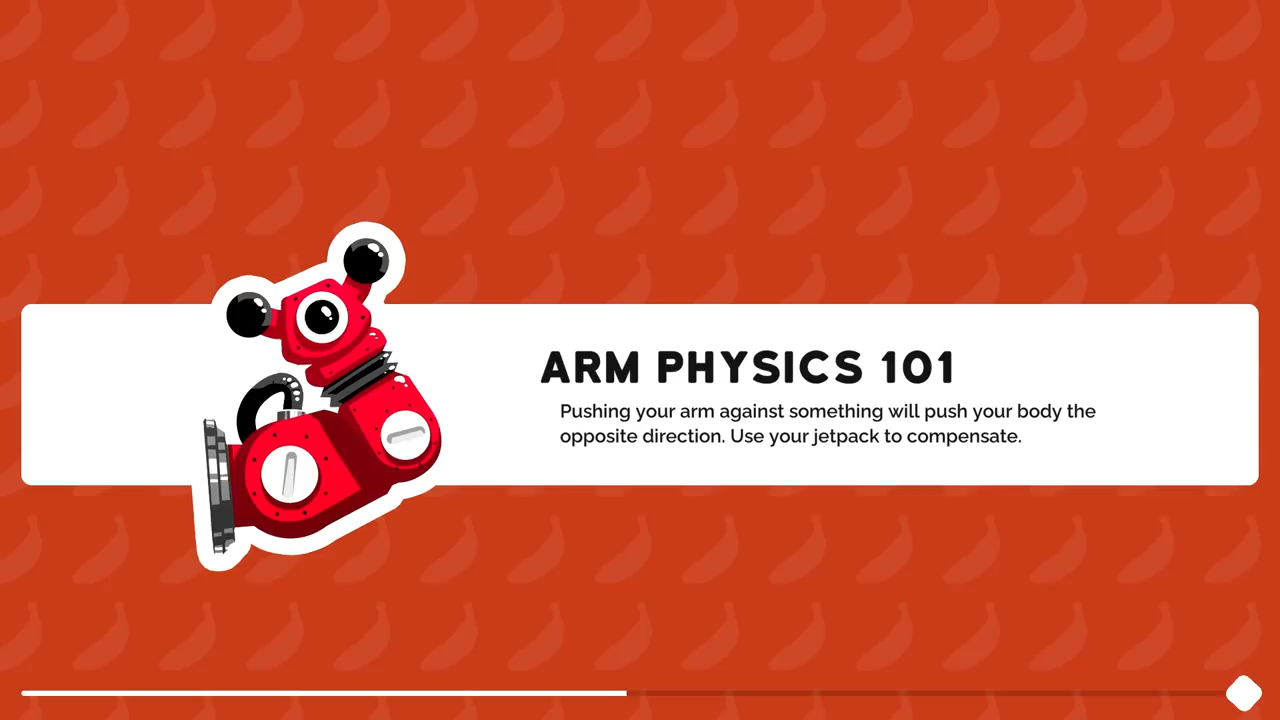 ARM PHYSICS 101
Pushing your arm against something will push your body the
opposite direction. Use your jetpack to compensate.